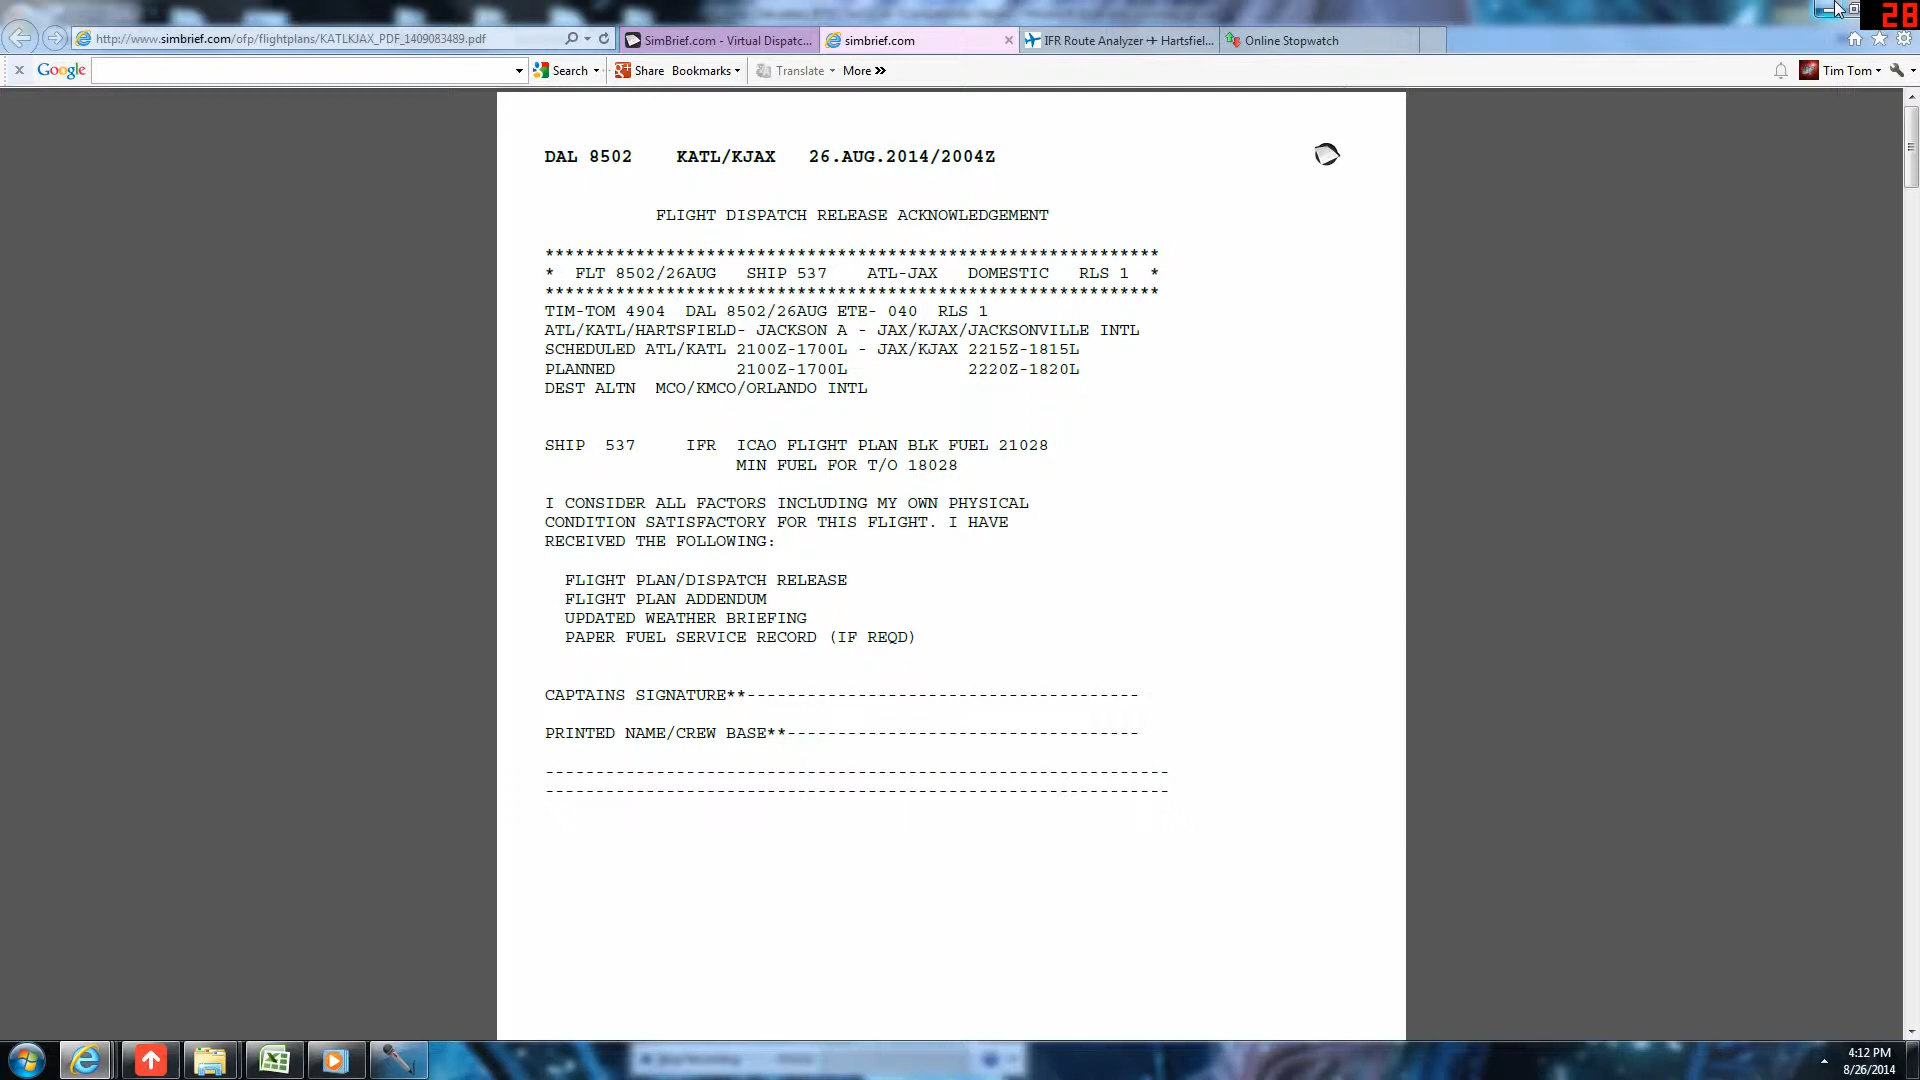 28
http://www.simbrief.com/ofp/flightplans/KATLKJAX_PDF_1409083489.pdf
SimBrief.com - Virtual Dispatc...
simbrief.com
IFR Route Analyzer ✈ Hartsfiel...
Online Stopwatch
x Google Search Share Bookmarks Translate More » Tim Tom
DAL 8502 KATL/KJAX 26.AUG.2014/2004Z
FLIGHT DISPATCH RELEASE ACKNOWLEDGEMENT
*************************************************************
* FLT 8502/26AUG SHIP 537 ATL-JAX DOMESTIC RLS 1 *
*************************************************************
TIM-TOM 4904 DAL 8502/26AUG ETE- 040 RLS 1
ATL/KATL/HARTSFIELD- JACKSON A - JAX/KJAX/JACKSONVILLE INTL
SCHEDULED ATL/KATL 2100Z-1700L - JAX/KJAX 2215Z-1815L
PLANNED 2100Z-1700L 2220Z-1820L
DEST ALTN MCO/KMCO/ORLANDO INTL
SHIP 537 IFR ICAO FLIGHT PLAN BLK FUEL 21028
MIN FUEL FOR T/O 18028
I CONSIDER ALL FACTORS INCLUDING MY OWN PHYSICAL
CONDITION SATISFACTORY FOR THIS FLIGHT. I HAVE
RECEIVED THE FOLLOWING:
FLIGHT PLAN/DISPATCH RELEASE
FLIGHT PLAN ADDENDUM
UPDATED WEATHER BRIEFING
PAPER FUEL SERVICE RECORD (IF REQD)
CAPTAINS SIGNATURE**---------------------------------------
PRINTED NAME/CREW BASE**-----------------------------------
--------------------------------------------------------------
--------------------------------------------------------------
4:12 PM
8/26/2014